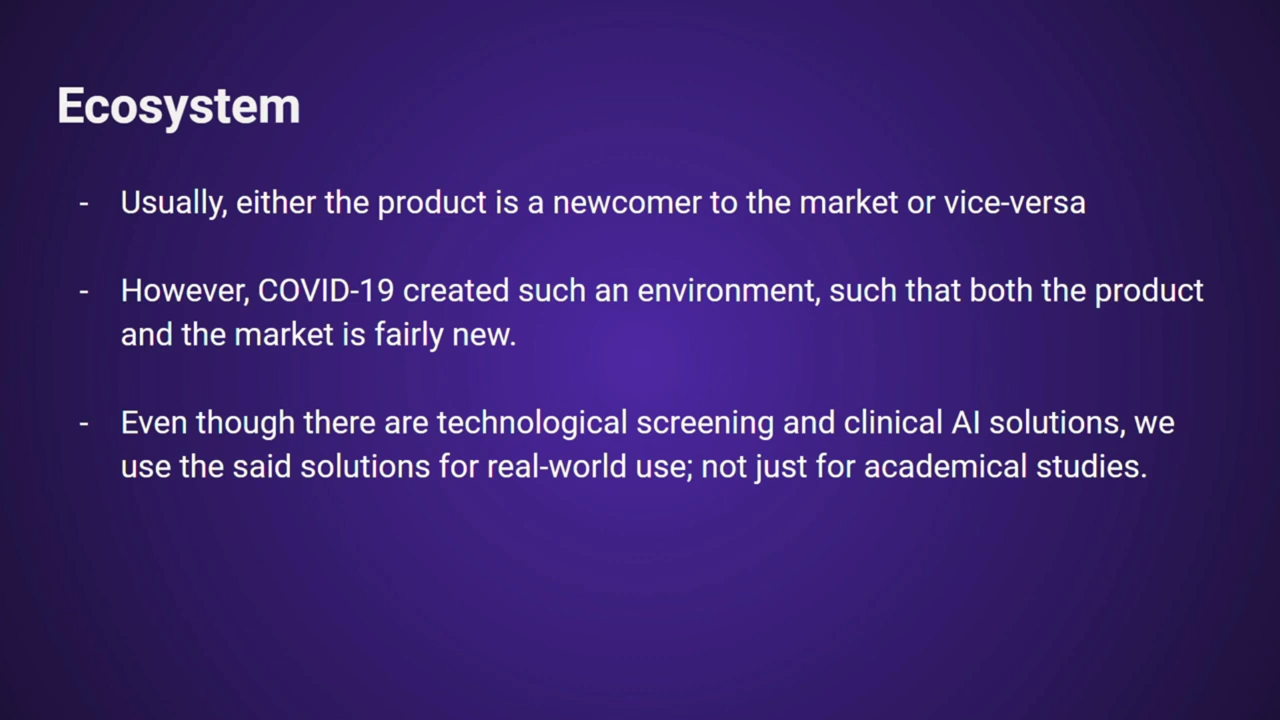 Ecosystem
- Usually, either the product is a newcomer to the market or vice-versa
- However, COVID-19 created such an environment, such that both the product
and the market is fairly new.
- Even though there are technological screening and clinical AI solutions, we
use the said solutions for real-world use; not just for academical studies.